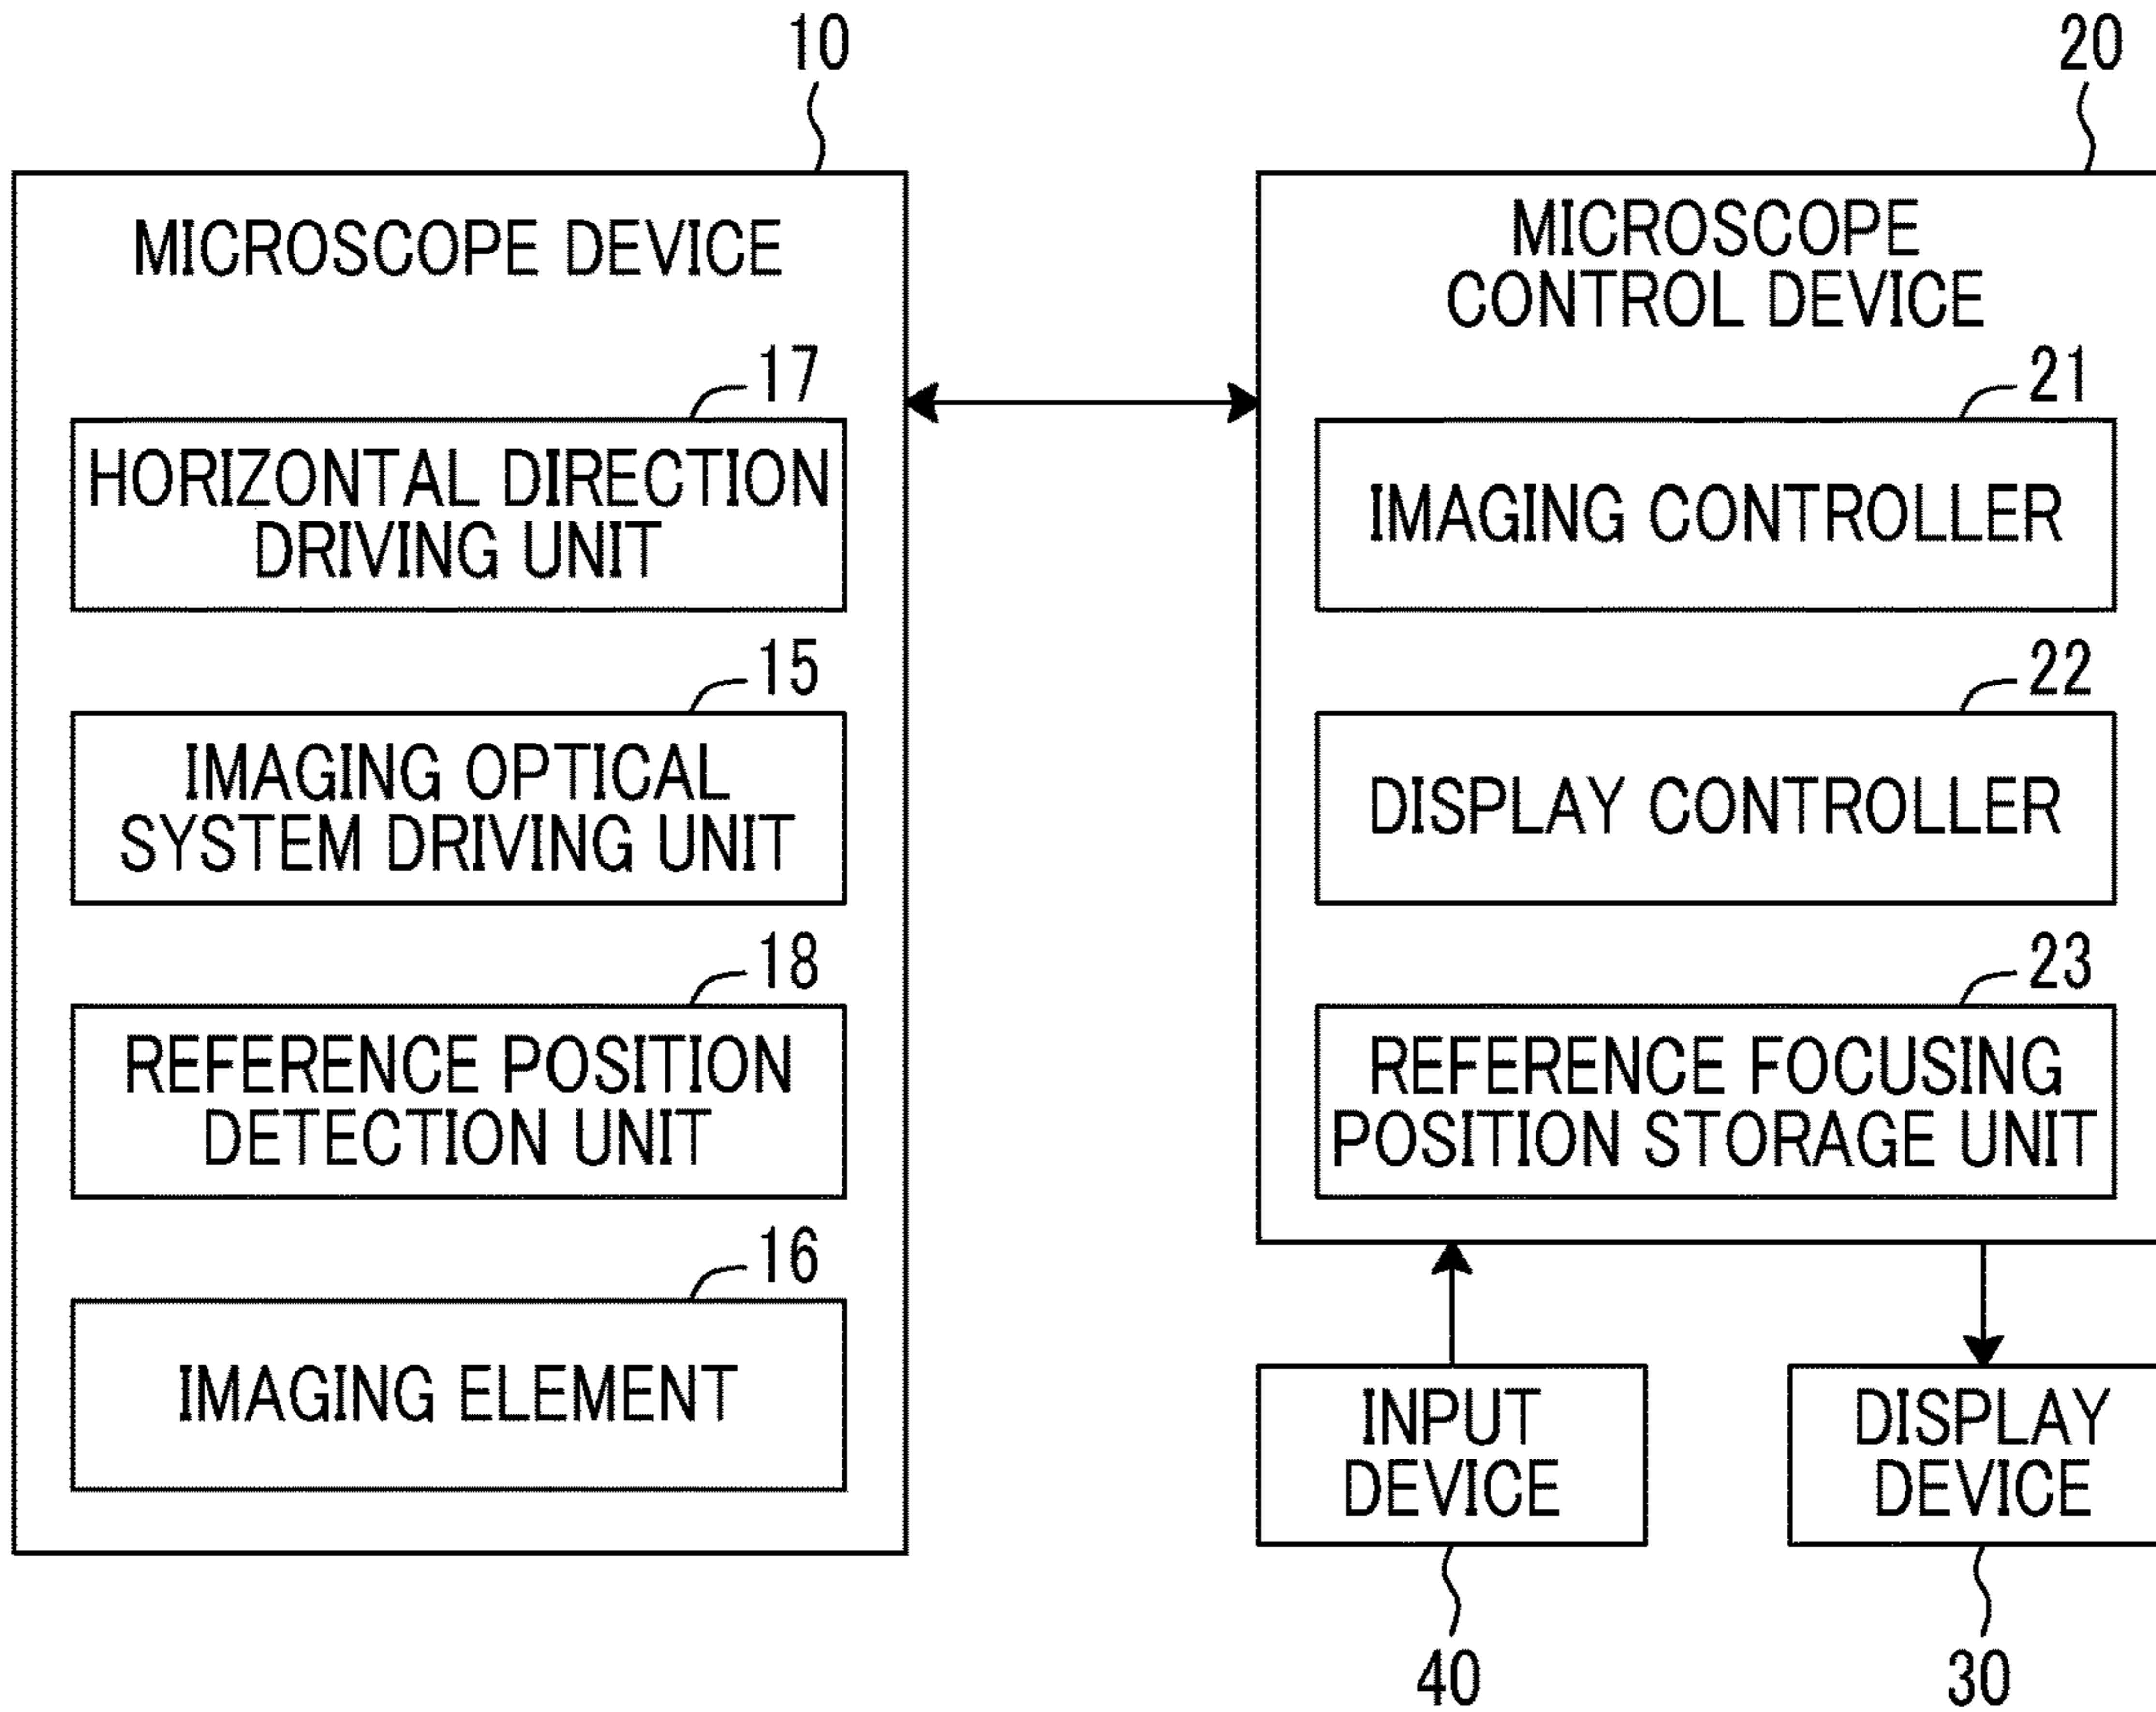 10
MICROSCOPE DEVICE
17
HORIZONTAL DIRECTION
DRIVING UNIT
15
IMAGING OPTICAL
SYSTEM DRIVING UNIT
18
REFERENCE POSITION
DETECTION UNIT
16
IMAGING ELEMENT
20
MICROSCOPE
CONTROL DEVICE
21
IMAGING CONTROLLER
22
DISPLAY CONTROLLER
23
REFERENCE FOCUSING
POSITION STORAGE UNIT
INPUT
DEVICE
40
DISPLAY
DEVICE
30